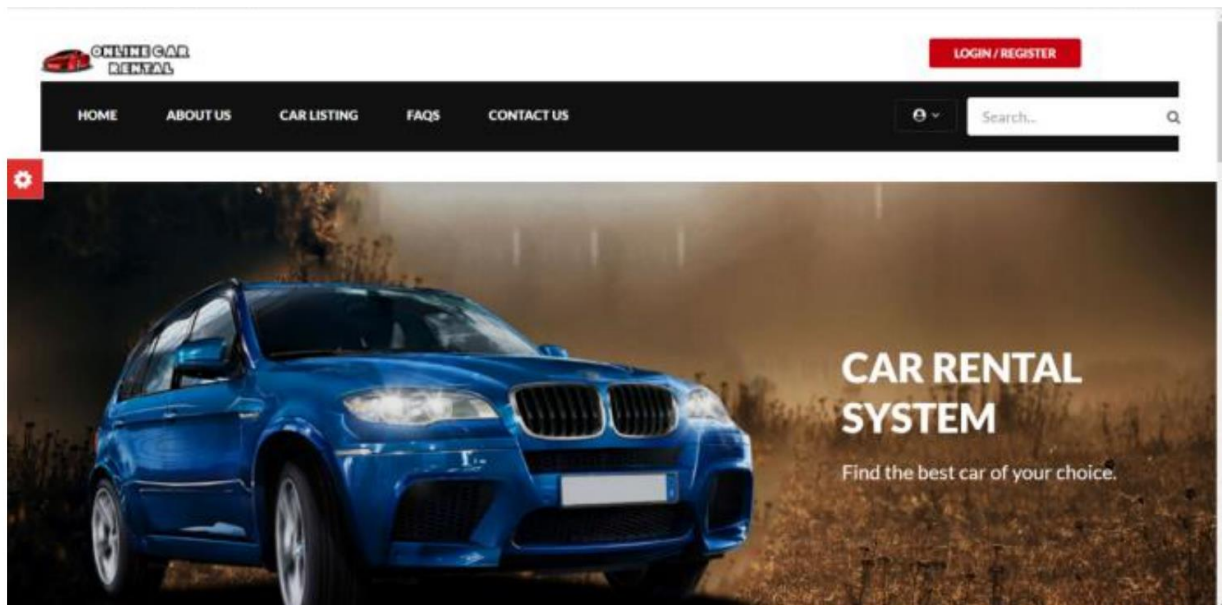 ONLINE CAR
RENTAL
LOGIN / REGISTER
HOME ABOUT US CAR LISTING FAQS CONTACT US
Search...
CAR RENTAL
SYSTEM
Find the best car of your choice.